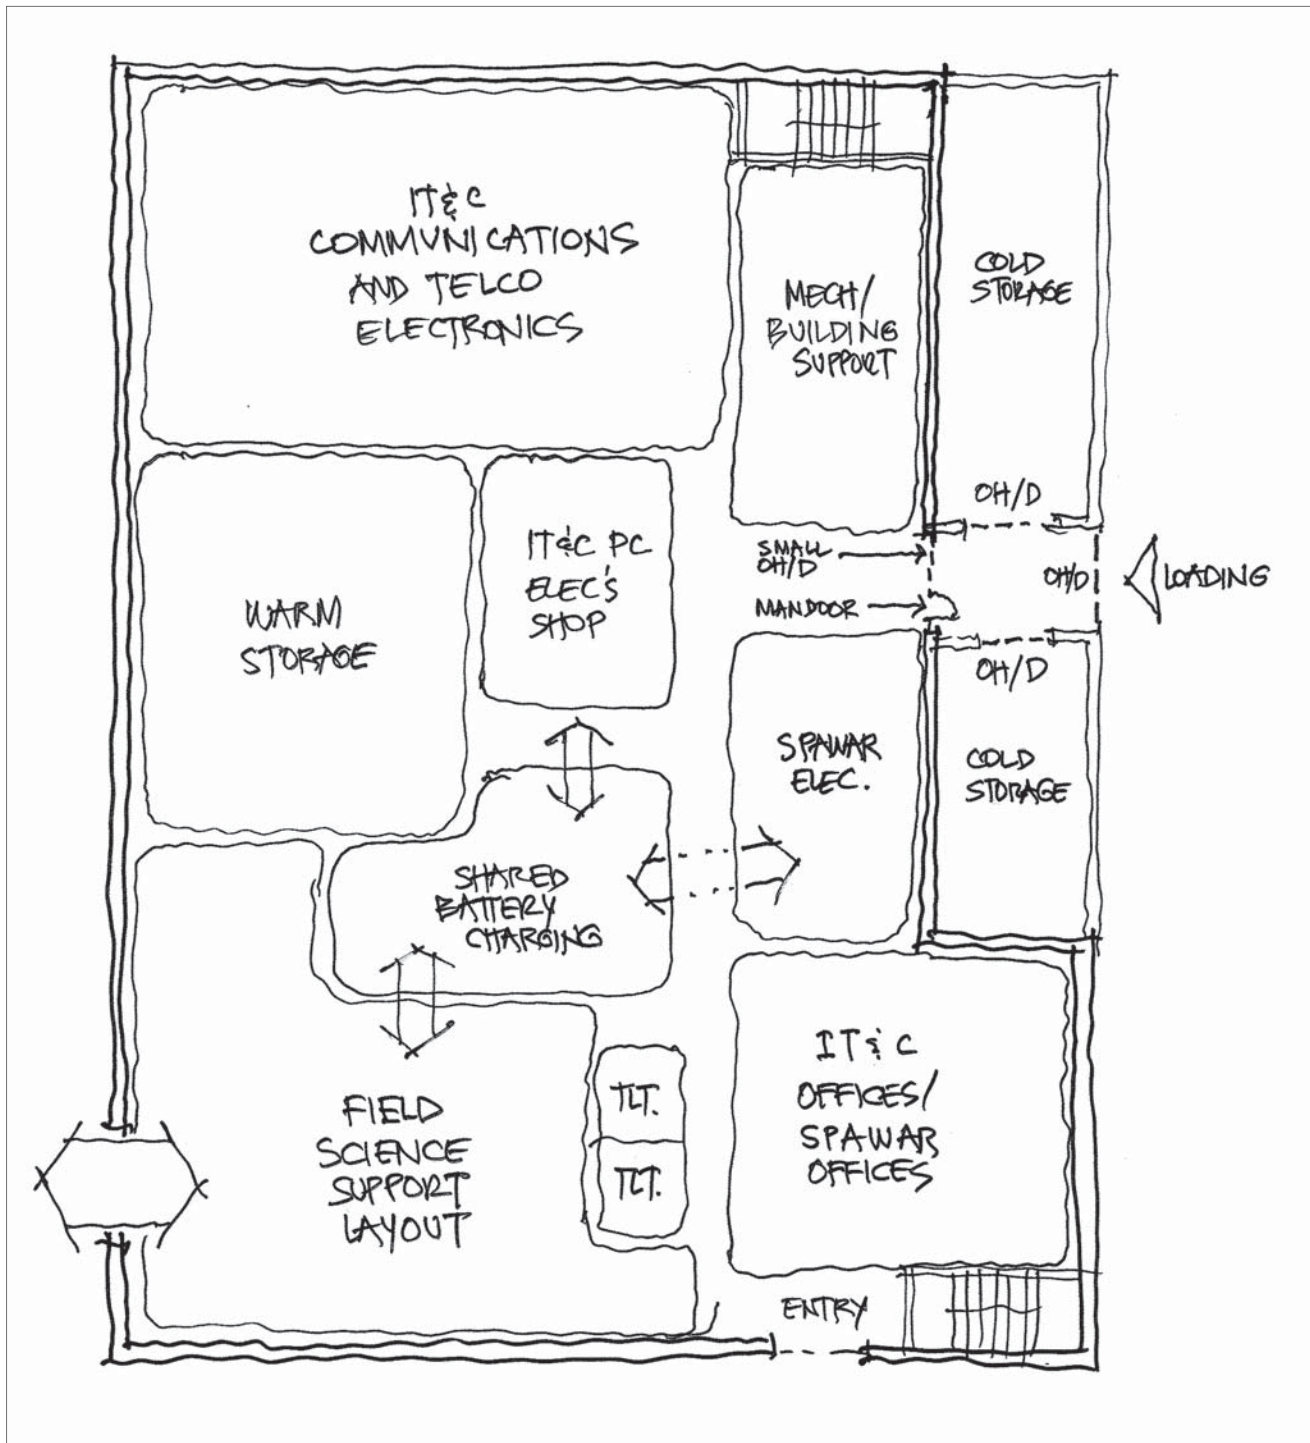 IT&C
COMMUNICATIONS
AND TELCO
ELECTRONICS
MECH/
BUILDING
SUPPORT
COLD
STORAGE
OH/D
SMALL
OH/D
MANDOOR
OH/D
LOADING
OH/D
WARM
STORAGE
IT&C PC
ELEC'S
SHOP
SPAWAR
ELEC.
COLD
STORAGE
SHARED
BATTERY
CHARGING
FIELD
SCIENCE
SUPPORT
LAYOUT
TLT.
TLT.
IT & C
OFFICES/
SPAWAR
OFFICES
ENTRY